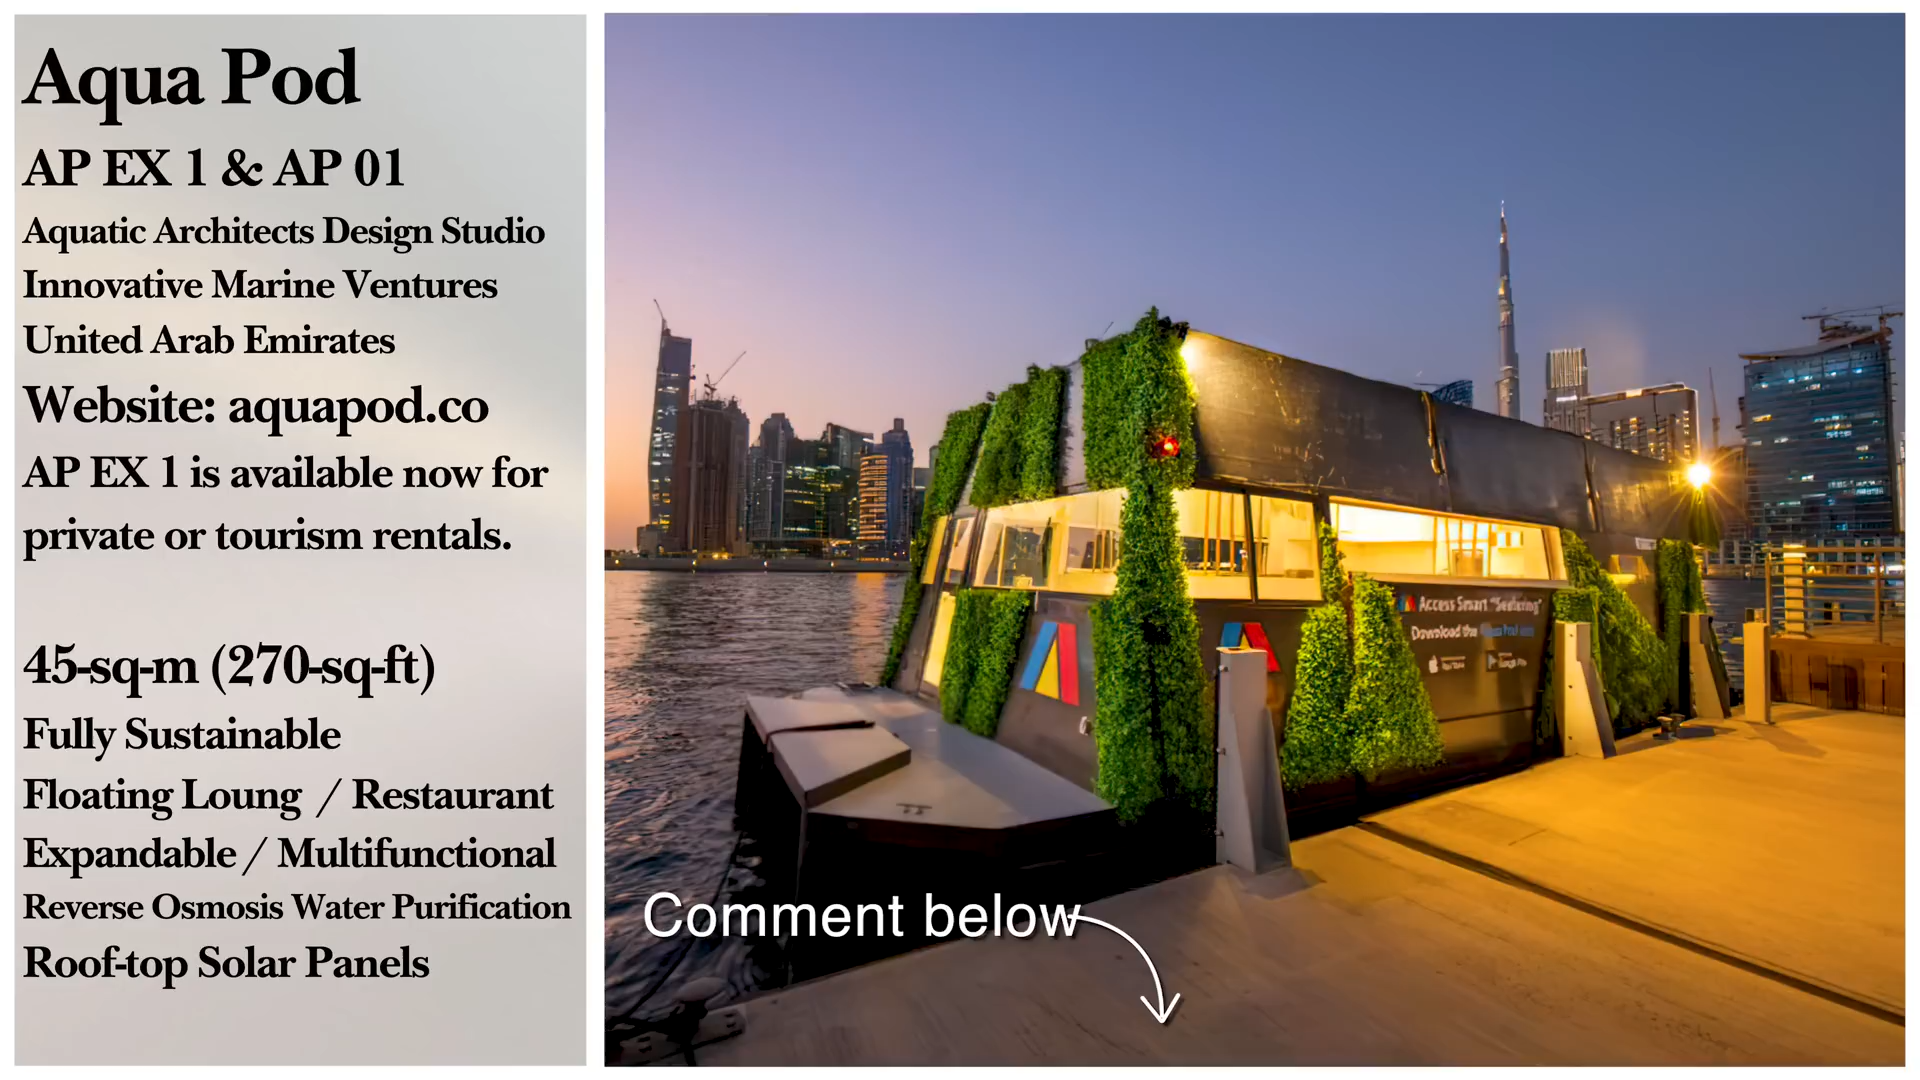 Aqua Pod
AP EX 1 & AP 01
Aquatic Architects Design Studio
Innovative Marine Ventures
United Arab Emirates
Website: aquapod.co
AP EX 1 is available now for
private or tourism rentals.
45-sq-m (270-sq-ft)
Fully Sustainable
Floating Loung / Restaurant
Expandable / Multifunctional
Reverse Osmosis Water Purification
Roof-top Solar Panels
Access Smart "Seafaring"
Download the
Google Play
Comment below